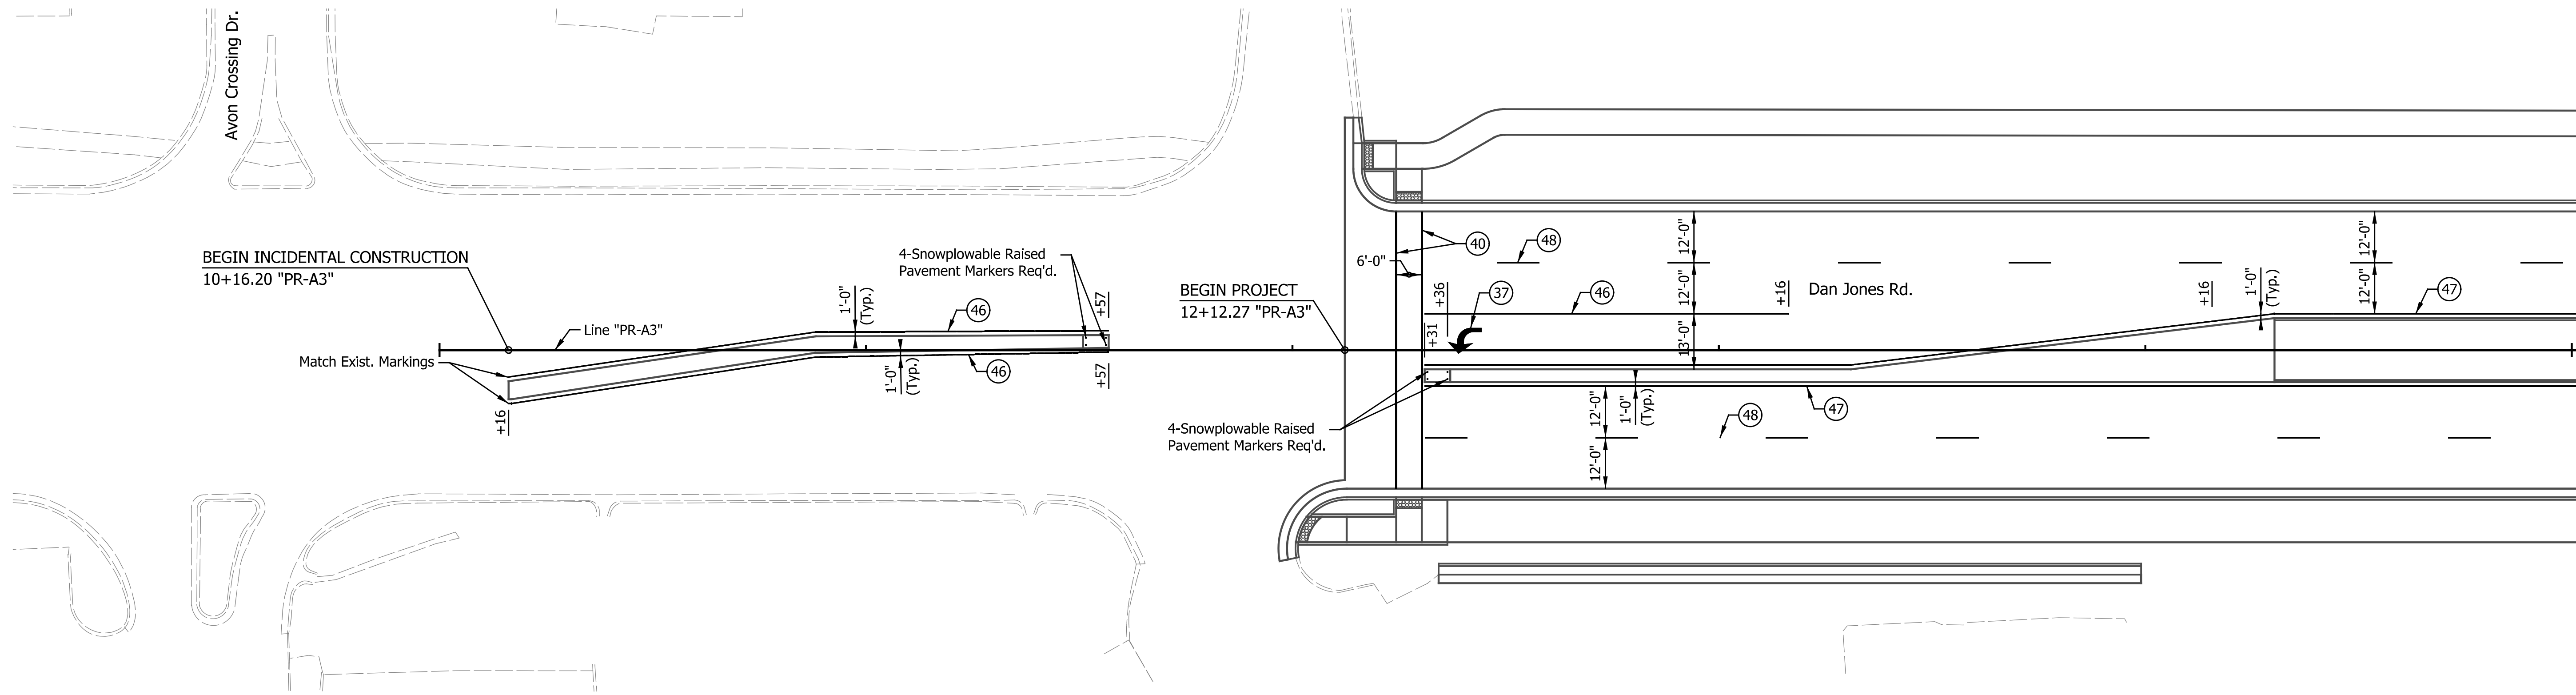 Avon Crossing Dr.
BEGIN INCIDENTAL CONSTRUCTION
10+16.20 "PR-A3"
Line "PR-A3"
Match Exist. Markings
+16
1'-0"
(Typ.)
46
4-Snowplowable Raised
Pavement Markers Req'd.
+57
1'-0"
(Typ.)
46
+57
BEGIN PROJECT
12+12.27 "PR-A3"
6'-0"
40
4-Snowplowable Raised
Pavement Markers Req'd.
+31
+36
37
48
46
12'-0"
12'-0"
13'-0"
+16
Dan Jones Rd.
12'-0"
12'-0"
1'-0"
(Typ.)
48
47
+16
1'-0"
(Typ.)
12'-0"
12'-0"
47